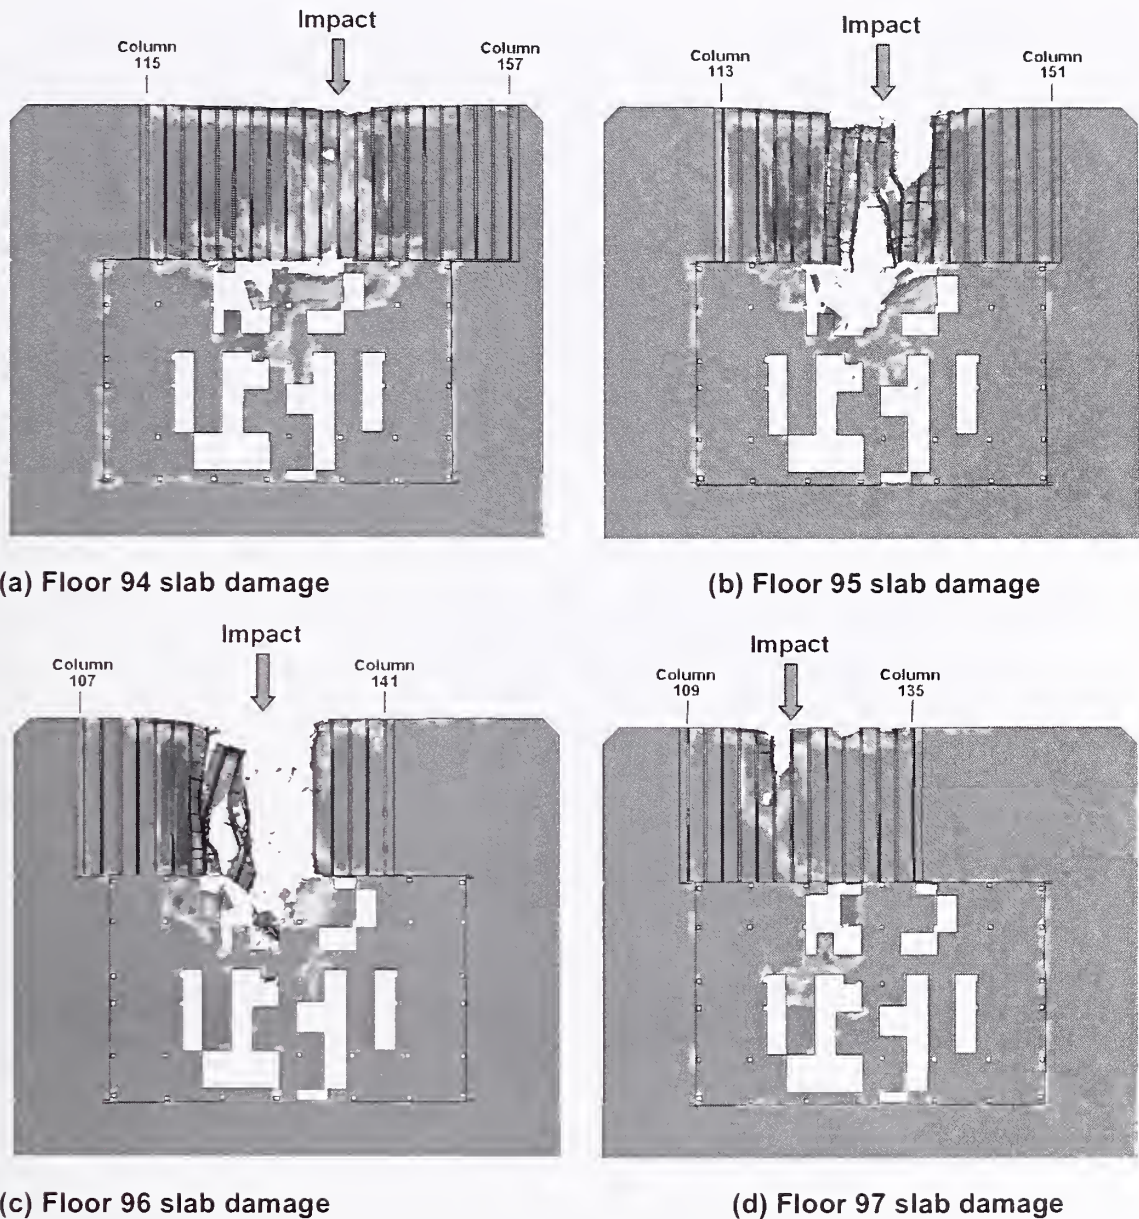 Impact
Column
115
Column
157
Impact
Column
113
Column
151
(a) Floor 94 slab damage
(b) Floor 95 slab damage
Impact
Column
107
Column
141
Impact
Column
109
Column
135
(c) Floor 96 slab damage
(d) Floor 97 slab damage